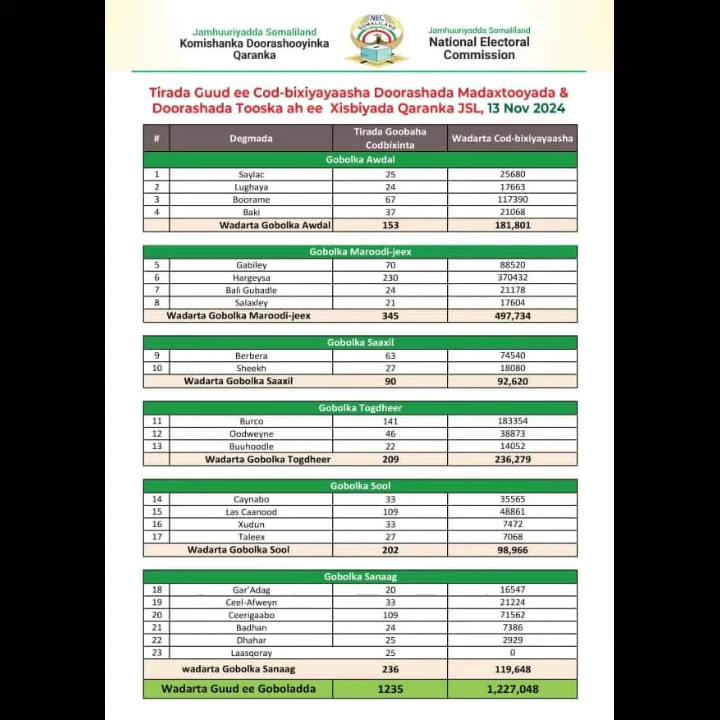 Jamhuuriyadda Somaliland
Komishanka Doorashooyinka
Qaranka
NEC
SOMALILAND
Jamhuuriyadda Somaliland
National Electoral
Commission
Tirada Guud ee Cod-bixiyayaasha Doorashada Madaxtooyada &
Doorashada Tooska ah ee Xisbiyada Qaranka JSL, 13 Nov 2024
# Degmada Tirada Goobaha Codbixinta Wadarta Cod-bixiyayaasha
Gobolka Awdal
1 Saylac 25 25680
2 Lughaya 24 17663
3 Boorame 67 117390
4 Baki 37 21068
Wadarta Gobolka Awdal 153 181,801
Gobolka Maroodi-jeex
5 Gabiley 70 88520
6 Hargeysa 230 370432
7 Bali Gubadle 24 21178
8 Salaxley 21 17604
Wadarta Gobolka Maroodi-jeex 345 497,734
Gobolka Saaxil
9 Berbera 63 74540
10 Sheekh 27 18080
Wadarta Gobolka Saaxil 90 92,620
Gobolka Togdheer
11 Burco 141 183354
12 Oodweyne 46 38873
13 Buuhoodle 22 14052
Wadarta Gobolka Togdheer 209 236,279
Gobolka Sool
14 Caynabo 33 35565
15 Las Caanood 109 48861
16 Xudun 33 7472
17 Taleex 27 7068
Wadarta Gobolka Sool 202 98,966
Gobolka Sanaag
18 Gar'Adag 20 16547
19 Ceel-Afweyn 33 21224
20 Ceerigaabo 109 71562
21 Badhan 24 7386
22 Dhahar 25 2929
23 Laasqoray 25 0
wadarta Gobolka Sanaag 236 119,648
Wadarta Guud ee Goboladda 1235 1,227,048